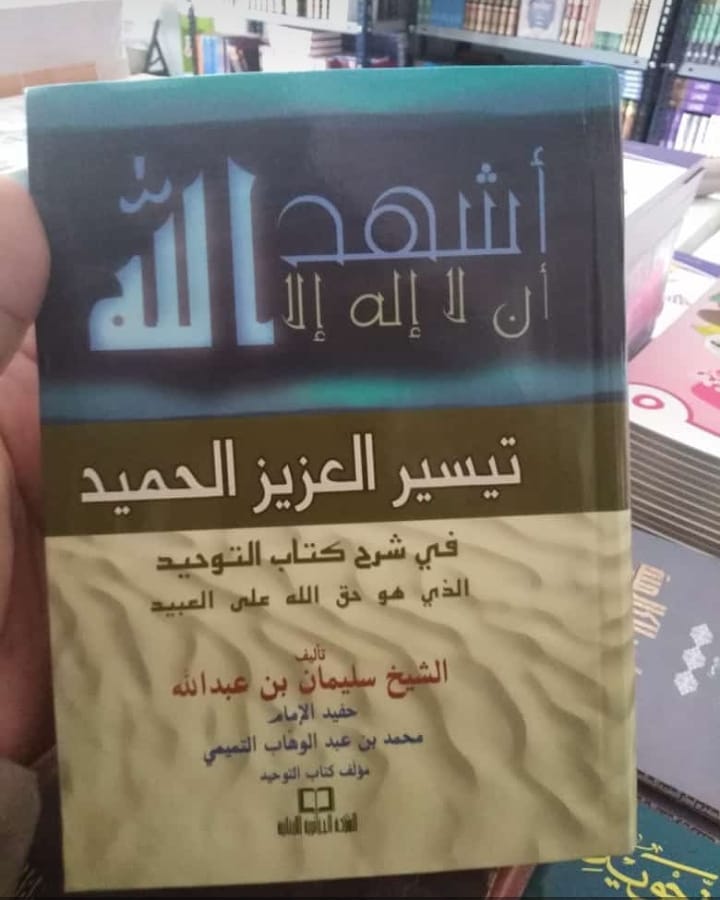 أشهد
أن لا إله إلا الله
تيسير العزيز الحميد
في شرح كتاب التوحيد
الذي هو حق الله على العبيد
تأليف
الشيخ سليمان بن عبدالله
حفيد الإمام
محمد بن عبد الوهاب التميمي
مؤلف كتاب التوحيد